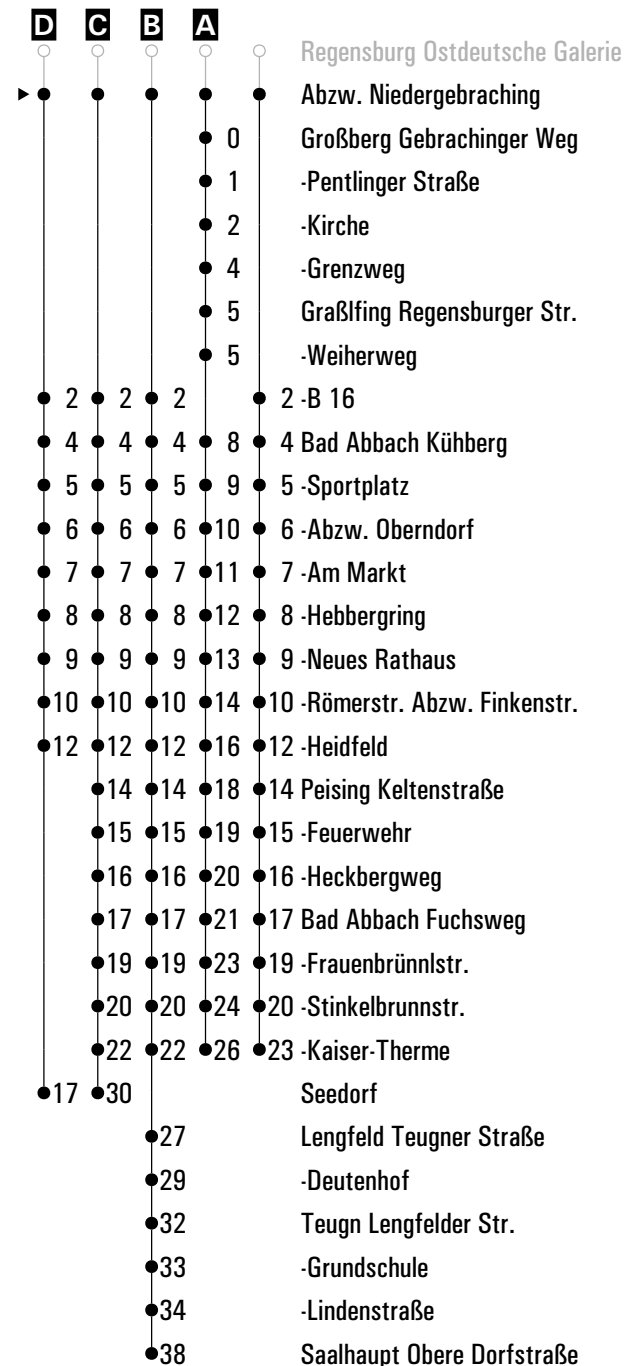 D C B A
Regensburg Ostdeutsche Galerie
Abzw. Niedergebraching
0 Großberg Gebrachinger Weg
1 -Pentlinger Straße
2 -Kirche
4 -Grenzweg
5 Graßlfing Regensburger Str.
5 -Weiherweg
2 2 2 2 -B 16
4 4 4 8 4 Bad Abbach Kühberg
5 5 5 9 5 -Sportplatz
6 6 6 10 6 -Abzw. Oberndorf
7 7 7 11 7 -Am Markt
8 8 8 12 8 -Hebbergring
9 9 9 13 9 -Neues Rathaus
10 10 10 14 10 -Römerstr. Abzw. Finkenstr.
12 12 12 16 12 -Heidfeld
14 14 18 14 Peising Keltenstraße
15 15 19 15 -Feuerwehr
16 16 20 16 -Heckbergweg
17 17 21 17 Bad Abbach Fuchsweg
19 19 23 19 -Frauenbrünnlstr.
20 20 24 20 -Stinkelbrunnstr.
22 22 26 23 -Kaiser-Therme
17 30 Seedorf
27 Lengfeld Teugner Straße
29 -Deutenhof
32 Teugn Lengfelder Str.
33 -Grundschule
34 -Lindenstraße
38 Saalhaupt Obere Dorfstraße